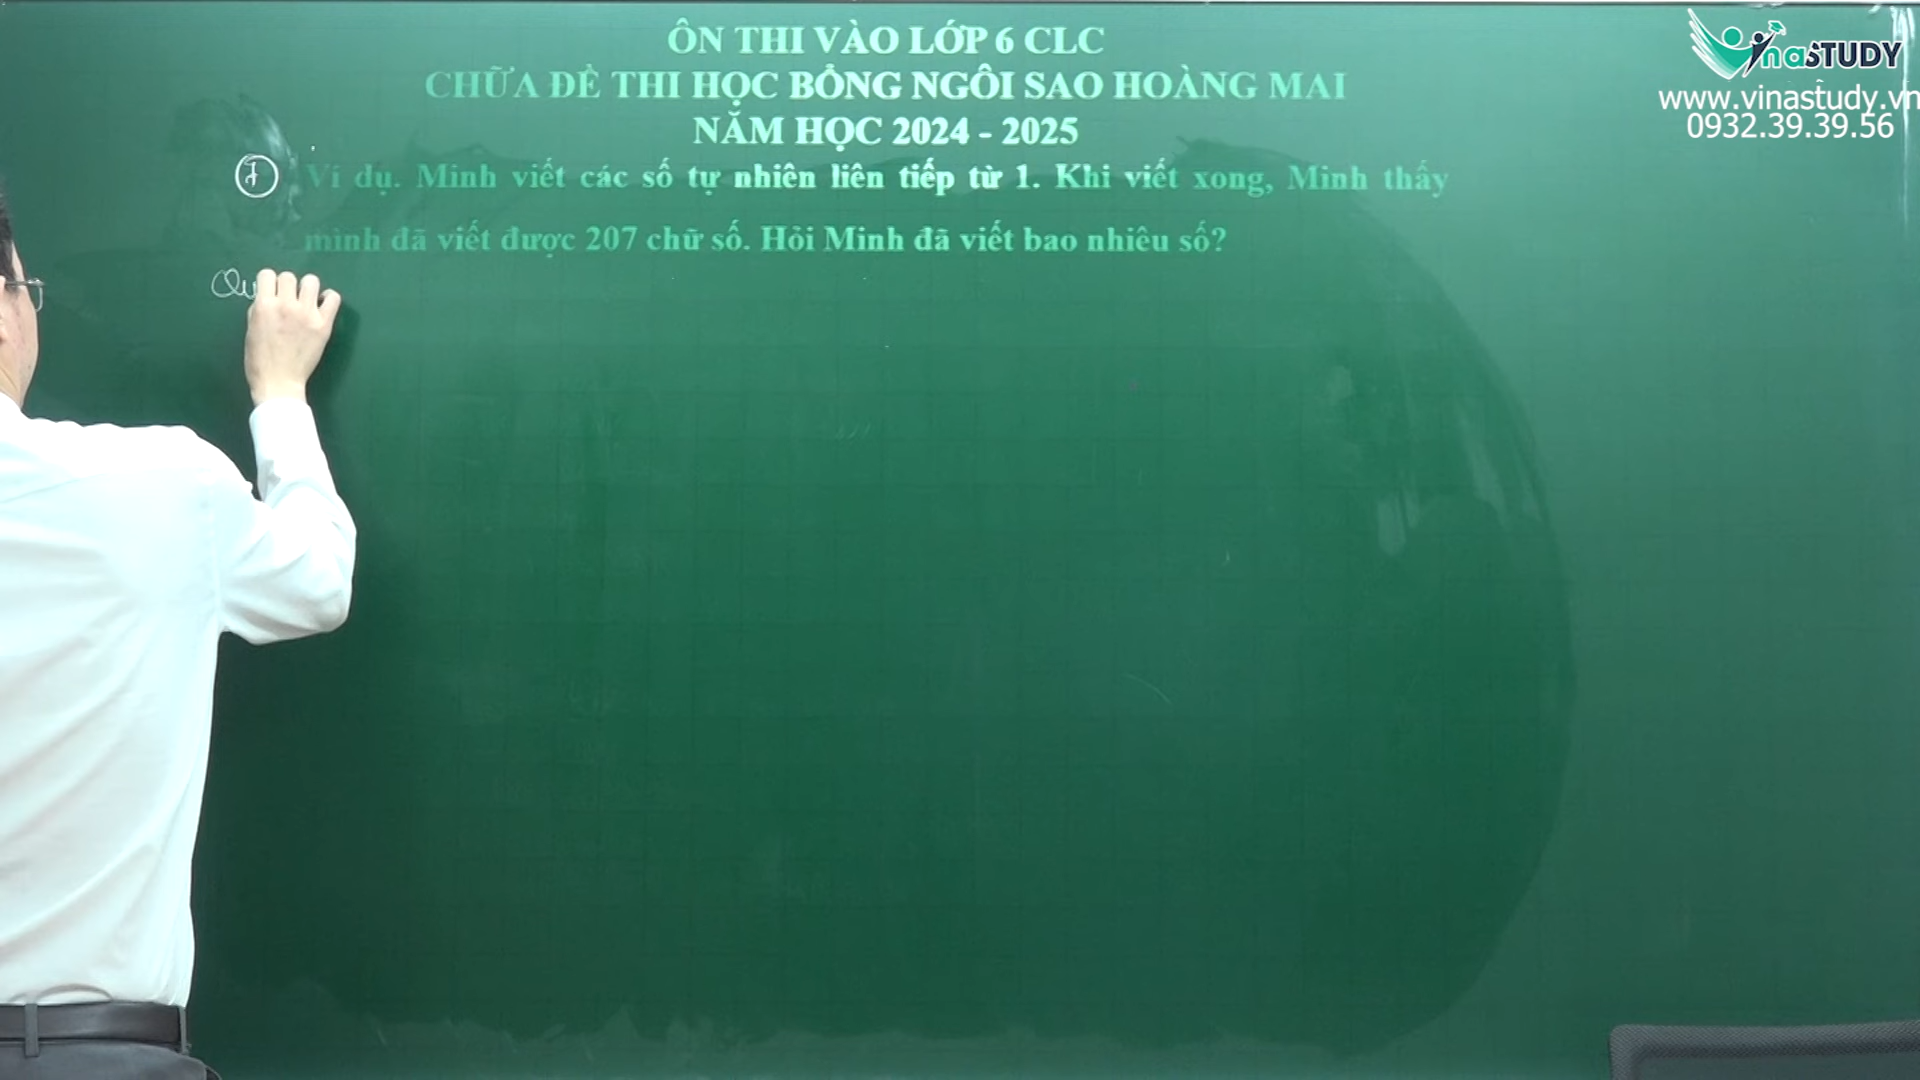 ÔN THI VÀO LỚP 6 CLC
CHỮA ĐỀ THI HỌC BỔNG NGÔI SAO HOÀNG MAI
NĂM HỌC 2024 - 2025
Ví dụ. Minh viết các số tự nhiên liên tiếp từ 1. Khi viết xong, Minh thấy
mình đã viết được 207 chữ số. Hỏi Minh đã viết bao nhiêu số?
VinaSTUDY
www.vinastudy.vn
0932.39.39.56